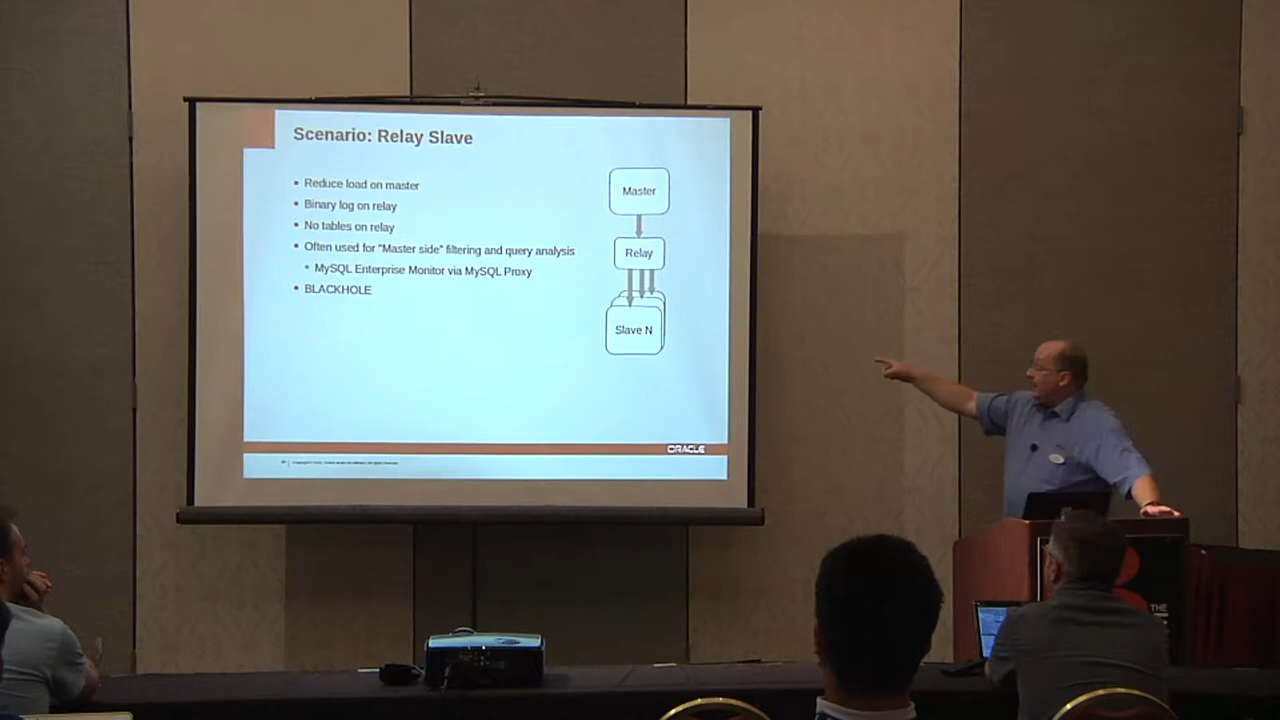 Scenario: Relay Slave
• Reduce load on master
• Binary log on relay
• No tables on relay
• Often used for "Master side" filtering and query analysis
• MySQL Enterprise Monitor via MySQL Proxy
• BLACKHOLE
Master
Relay
Slave N
ORACLE
THE